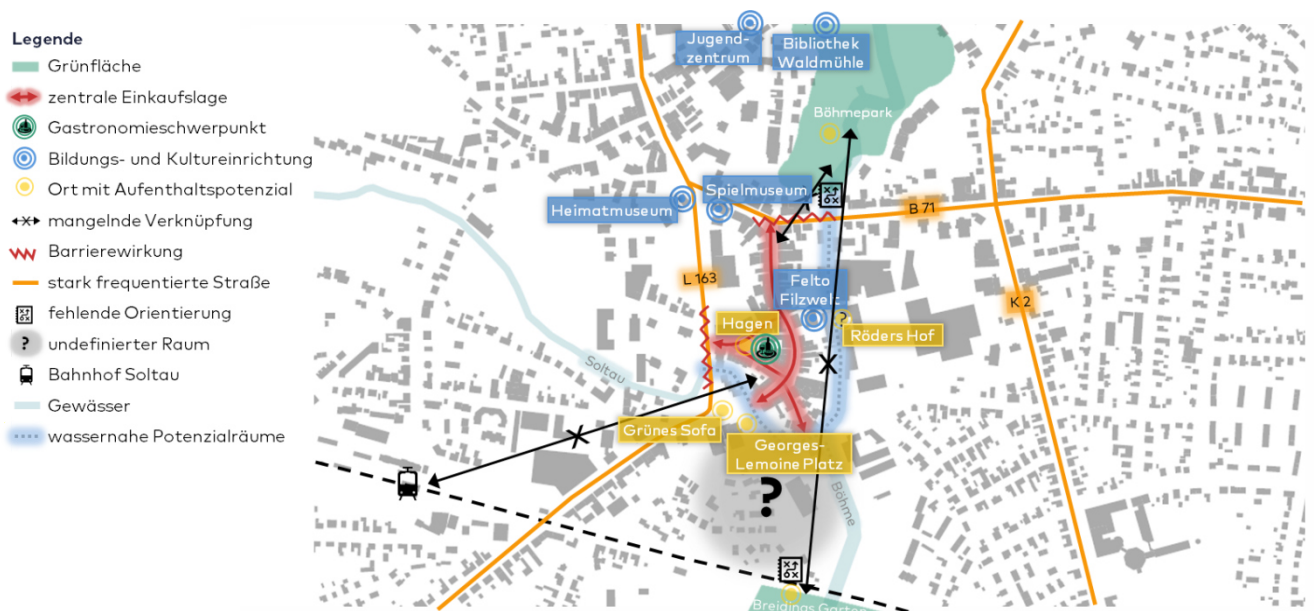 Legende
Grünfläche
zentrale Einkaufslage
Gastronomieschwerpunkt
Bildungs- und Kultureinrichtung
Ort mit Aufenthaltspotenzial
mangelnde Verknüpfung
Barrierewirkung
stark frequentierte Straße
fehlende Orientierung
? undefinierter Raum
Bahnhof Soltau
Gewässer
wassernahe Potenzialräume
Jugend-
zentrum
Bibliothek
Waldmühle
Böhmepark
Spielmuseum
Heimatmuseum
B 71
L 163
K 2
Felto
Filzwelt
Hagen
?
Röders Hof
Soltau
Grünes Sofa
Georges-
Lemoine Platz
?
Böhme
Breidings Garten